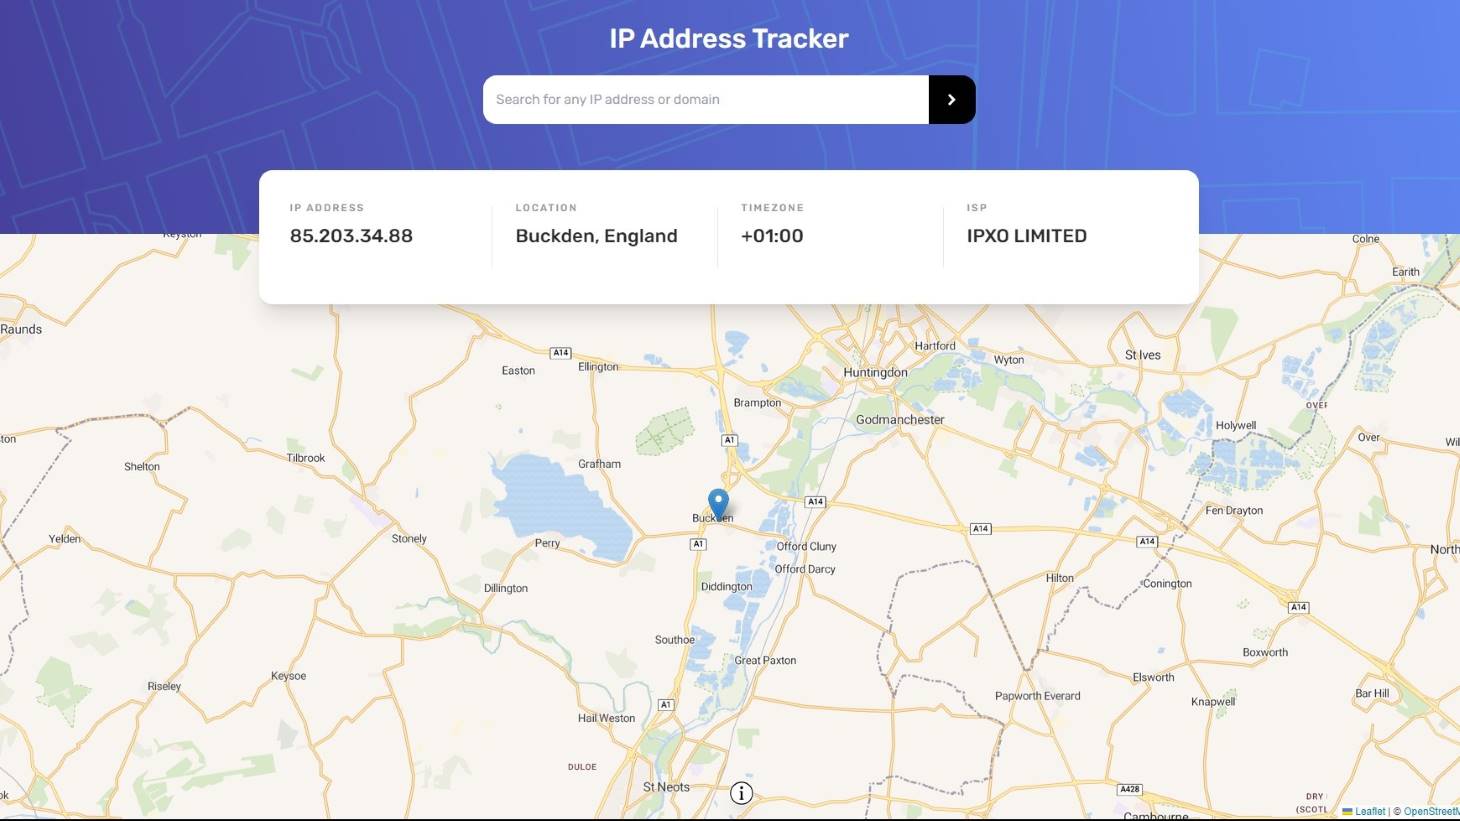 IP Address Tracker
Search for any IP address or domain
IP ADDRESS
85.203.34.88
LOCATION
Buckden, England
TIMEZONE
+01:00
ISP
IPXO LIMITED
Keyston
Colne
Earith
Raunds
A14
Easton
Ellington
Hartford
Huntingdon
Wyton
St Ives
Brampton
Godmanchester
OVER
Holywell
Over
A1
Shelton
Tilbrook
Grafham
Buckden
A14
Fen Drayton
Yelden
Stonely
Perry
A1
Offord Cluny
Offord Darcy
A14
A14
North
Dillington
Diddington
Hilton
Conington
A14
Southoe
Great Paxton
Boxworth
Riseley
Keysoe
Papworth Everard
Elsworth
Knapwell
Bar Hill
Hail Weston
A1
DULOE
St Neots
i
A428
DRY
(SCOTL
Cambourne
Leaflet | © OpenStreetM